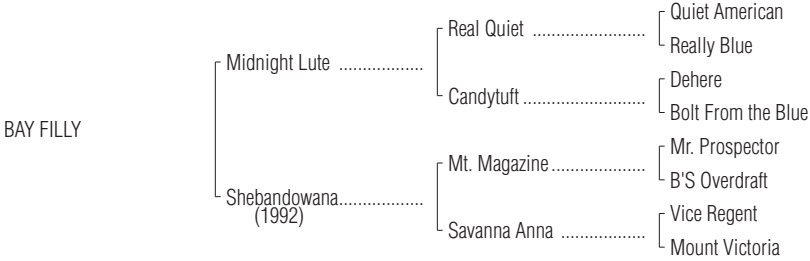 Quiet American
Real Quiet ........................
Really Blue
Midnight Lute ..................
Dehere
Candytuft ..........................
Bolt From the Blue
BAY FILLY
Mr. Prospector
Mt. Magazine ....................
B'S Overdraft
Shebandowana..................
(1992)
Vice Regent
Savanna Anna ..................
Mount Victoria